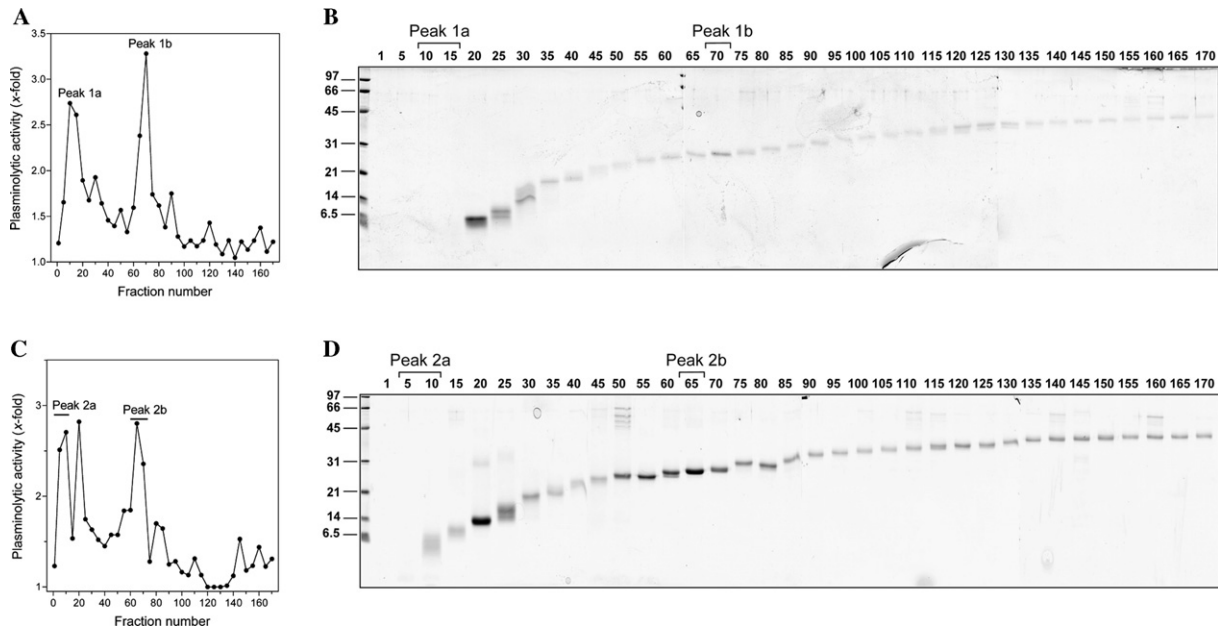 A
Plasminolytic activity (x-fold)
3.5
3.0
2.5
2.0
1.5
1.0
Peak 1a
Peak 1b
0 20 40 60 80 100 120 140 160
Fraction number
B
Peak 1a Peak 1b
1 5 10 15 20 25 30 35 40 45 50 55 60 65 70 75 80 85 90 95 100 105 110 115 120 125 130 135 140 145 150 155 160 165 170
97
66
45
31
21
14
6.5
C
Plasminolytic activity (x-fold)
3
2
1
Peak 2a Peak 2b
0 20 40 60 80 100 120 140 160
Fraction number
D
Peak 2a Peak 2b
1 5 10 15 20 25 30 35 40 45 50 55 60 65 70 75 80 85 90 95 100 105 110 115 120 125 130 135 140 145 150 155 160 165 170
97
66
45
31
21
14
6.5